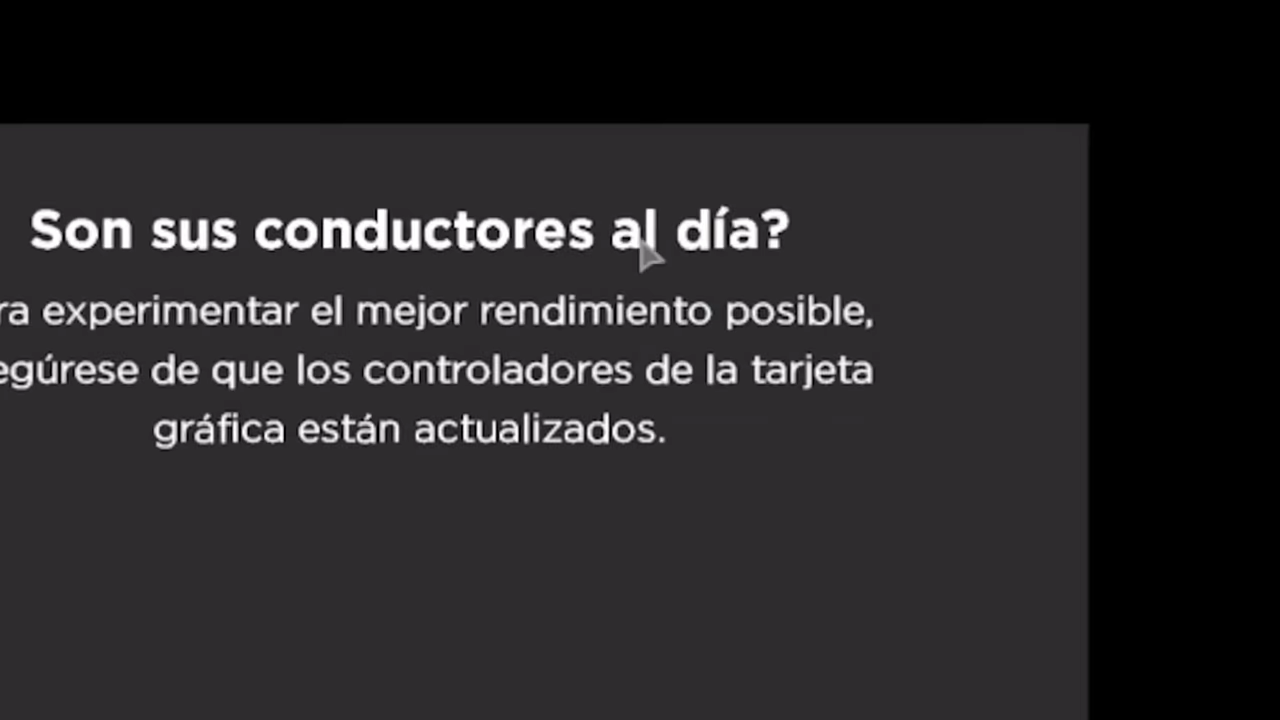 Son sus conductores al día?
ra experimentar el mejor rendimiento posible,
egúrese de que los controladores de la tarjeta
gráfica están actualizados.